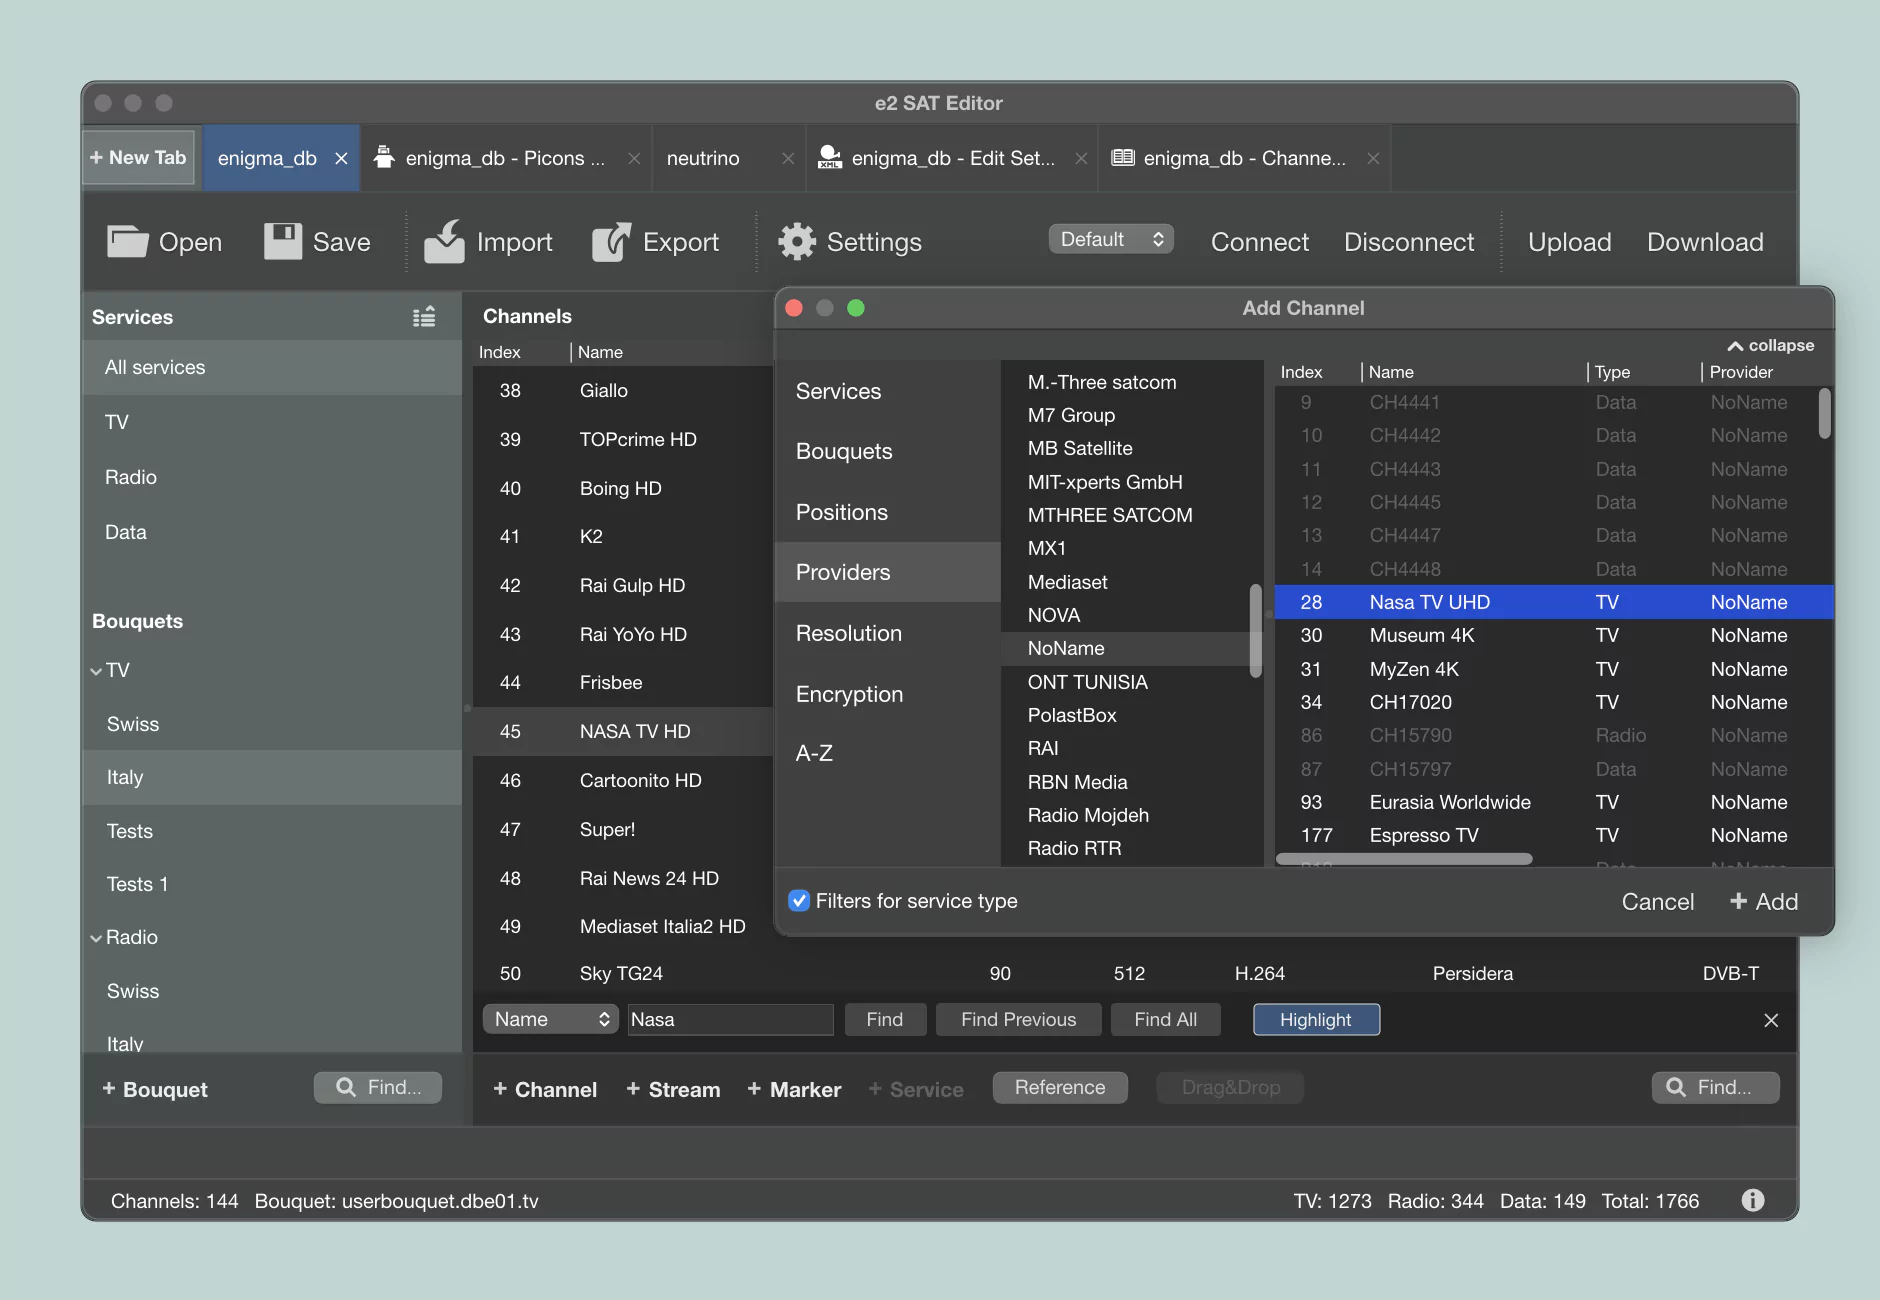 e2 SAT Editor
+ New Tab
enigma_db
enigma_db - Picons ...
neutrino
XML
enigma_db - Edit Set...
enigma_db - Channe...
Open
Save
Import
Export
Settings
Default
Connect
Disconnect
Upload
Download
Services
All services
TV
Radio
Data
Bouquets
TV
Swiss
Italy
Tests
Tests 1
Radio
Swiss
Italy
+ Bouquet
Find...
Channels
Index Name
38 Giallo
39 TOPcrime HD
40 Boing HD
41 K2
42 Rai Gulp HD
43 Rai YoYo HD
44 Frisbee
45 NASA TV HD
46 Cartoonito HD
47 Super!
48 Rai News 24 HD
49 Mediaset Italia2 HD
50 Sky TG24 90 512 H.264 Persidera DVB-T
Add Channel
collapse
Services
Bouquets
Positions
Providers
Resolution
Encryption
A-Z
M.-Three satcom
M7 Group
MB Satellite
MIT-xperts GmbH
MTHREE SATCOM
MX1
Mediaset
NOVA
NoName
ONT TUNISIA
PolastBox
RAI
RBN Media
Radio Mojdeh
Radio RTR
Index Name Type Provider
9 CH4441 Data NoName
10 CH4442 Data NoName
11 CH4443 Data NoName
12 CH4445 Data NoName
13 CH4447 Data NoName
14 CH4448 Data NoName
28 Nasa TV UHD TV NoName
30 Museum 4K TV NoName
31 MyZen 4K TV NoName
34 CH17020 TV NoName
86 CH15790 Radio NoName
87 CH15797 Data NoName
93 Eurasia Worldwide TV NoName
177 Espresso TV TV NoName
Data NoName
Filters for service type
Cancel
+ Add
Name
Nasa
Find
Find Previous
Find All
Highlight
+ Channel
+ Stream
+ Marker
+ Service
Reference
Drag&Drop
Find...
Channels: 144 Bouquet: userbouquet.dbe01.tv
TV: 1273 Radio: 344 Data: 149 Total: 1766